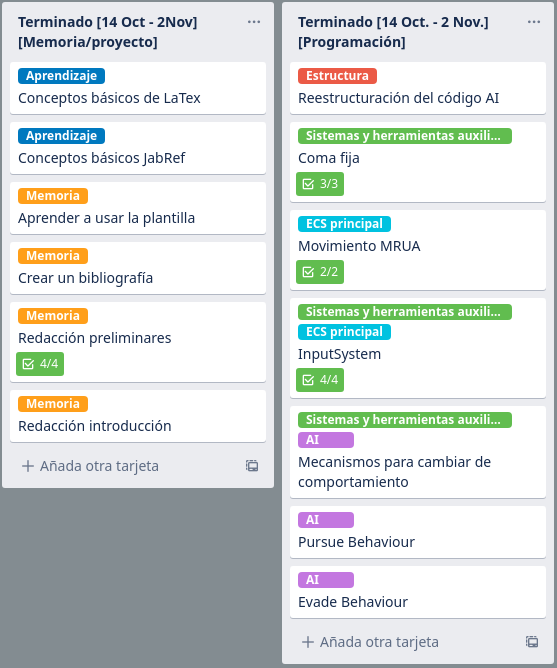 Terminado [14 Oct - 2Nov]
[Memoria/proyecto]
Aprendizaje
Conceptos básicos de LaTex
Aprendizaje
Conceptos básicos JabRef
Memoria
Aprender a usar la plantilla
Memoria
Crear un bibliografía
Memoria
Redacción preliminares
4/4
Memoria
Redacción introducción
Añada otra tarjeta
Terminado [14 Oct. - 2 Nov.]
[Programación]
Estructura
Reestructuración del código AI
Sistemas y herramientas auxili...
Coma fija
3/3
ECS principal
Movimiento MRUA
2/2
Sistemas y herramientas auxili...
ECS principal
InputSystem
4/4
Sistemas y herramientas auxili...
AI
Mecanismos para cambiar de
comportamiento
AI
Pursue Behaviour
AI
Evade Behaviour
Añada otra tarjeta